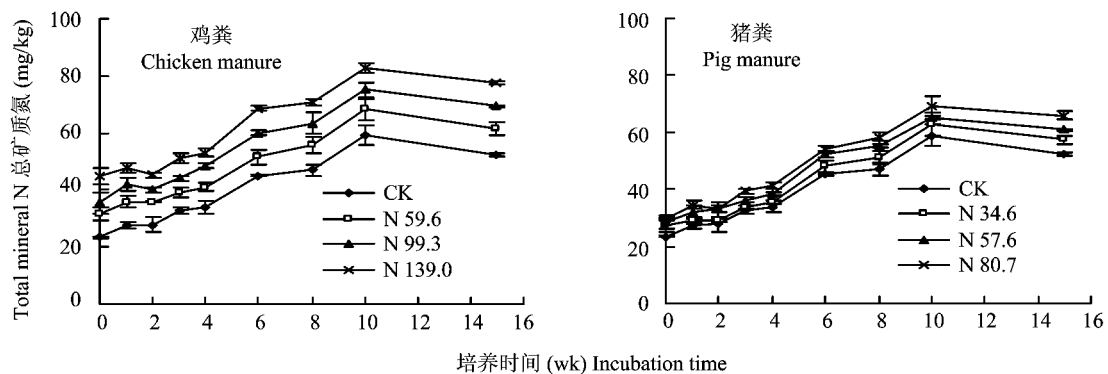 Total mineral N 总矿质氮 (mg/kg)
100
80
60
40
20
0
鸡粪
Chicken manure
CK
N 59.6
N 99.3
N 139.0
0 2 4 6 8 10 12 14 16
100
80
60
40
20
0
猪粪
Pig manure
CK
N 34.6
N 57.6
N 80.7
0 2 4 6 8 10 12 14 16
培养时间 (wk) Incubation time